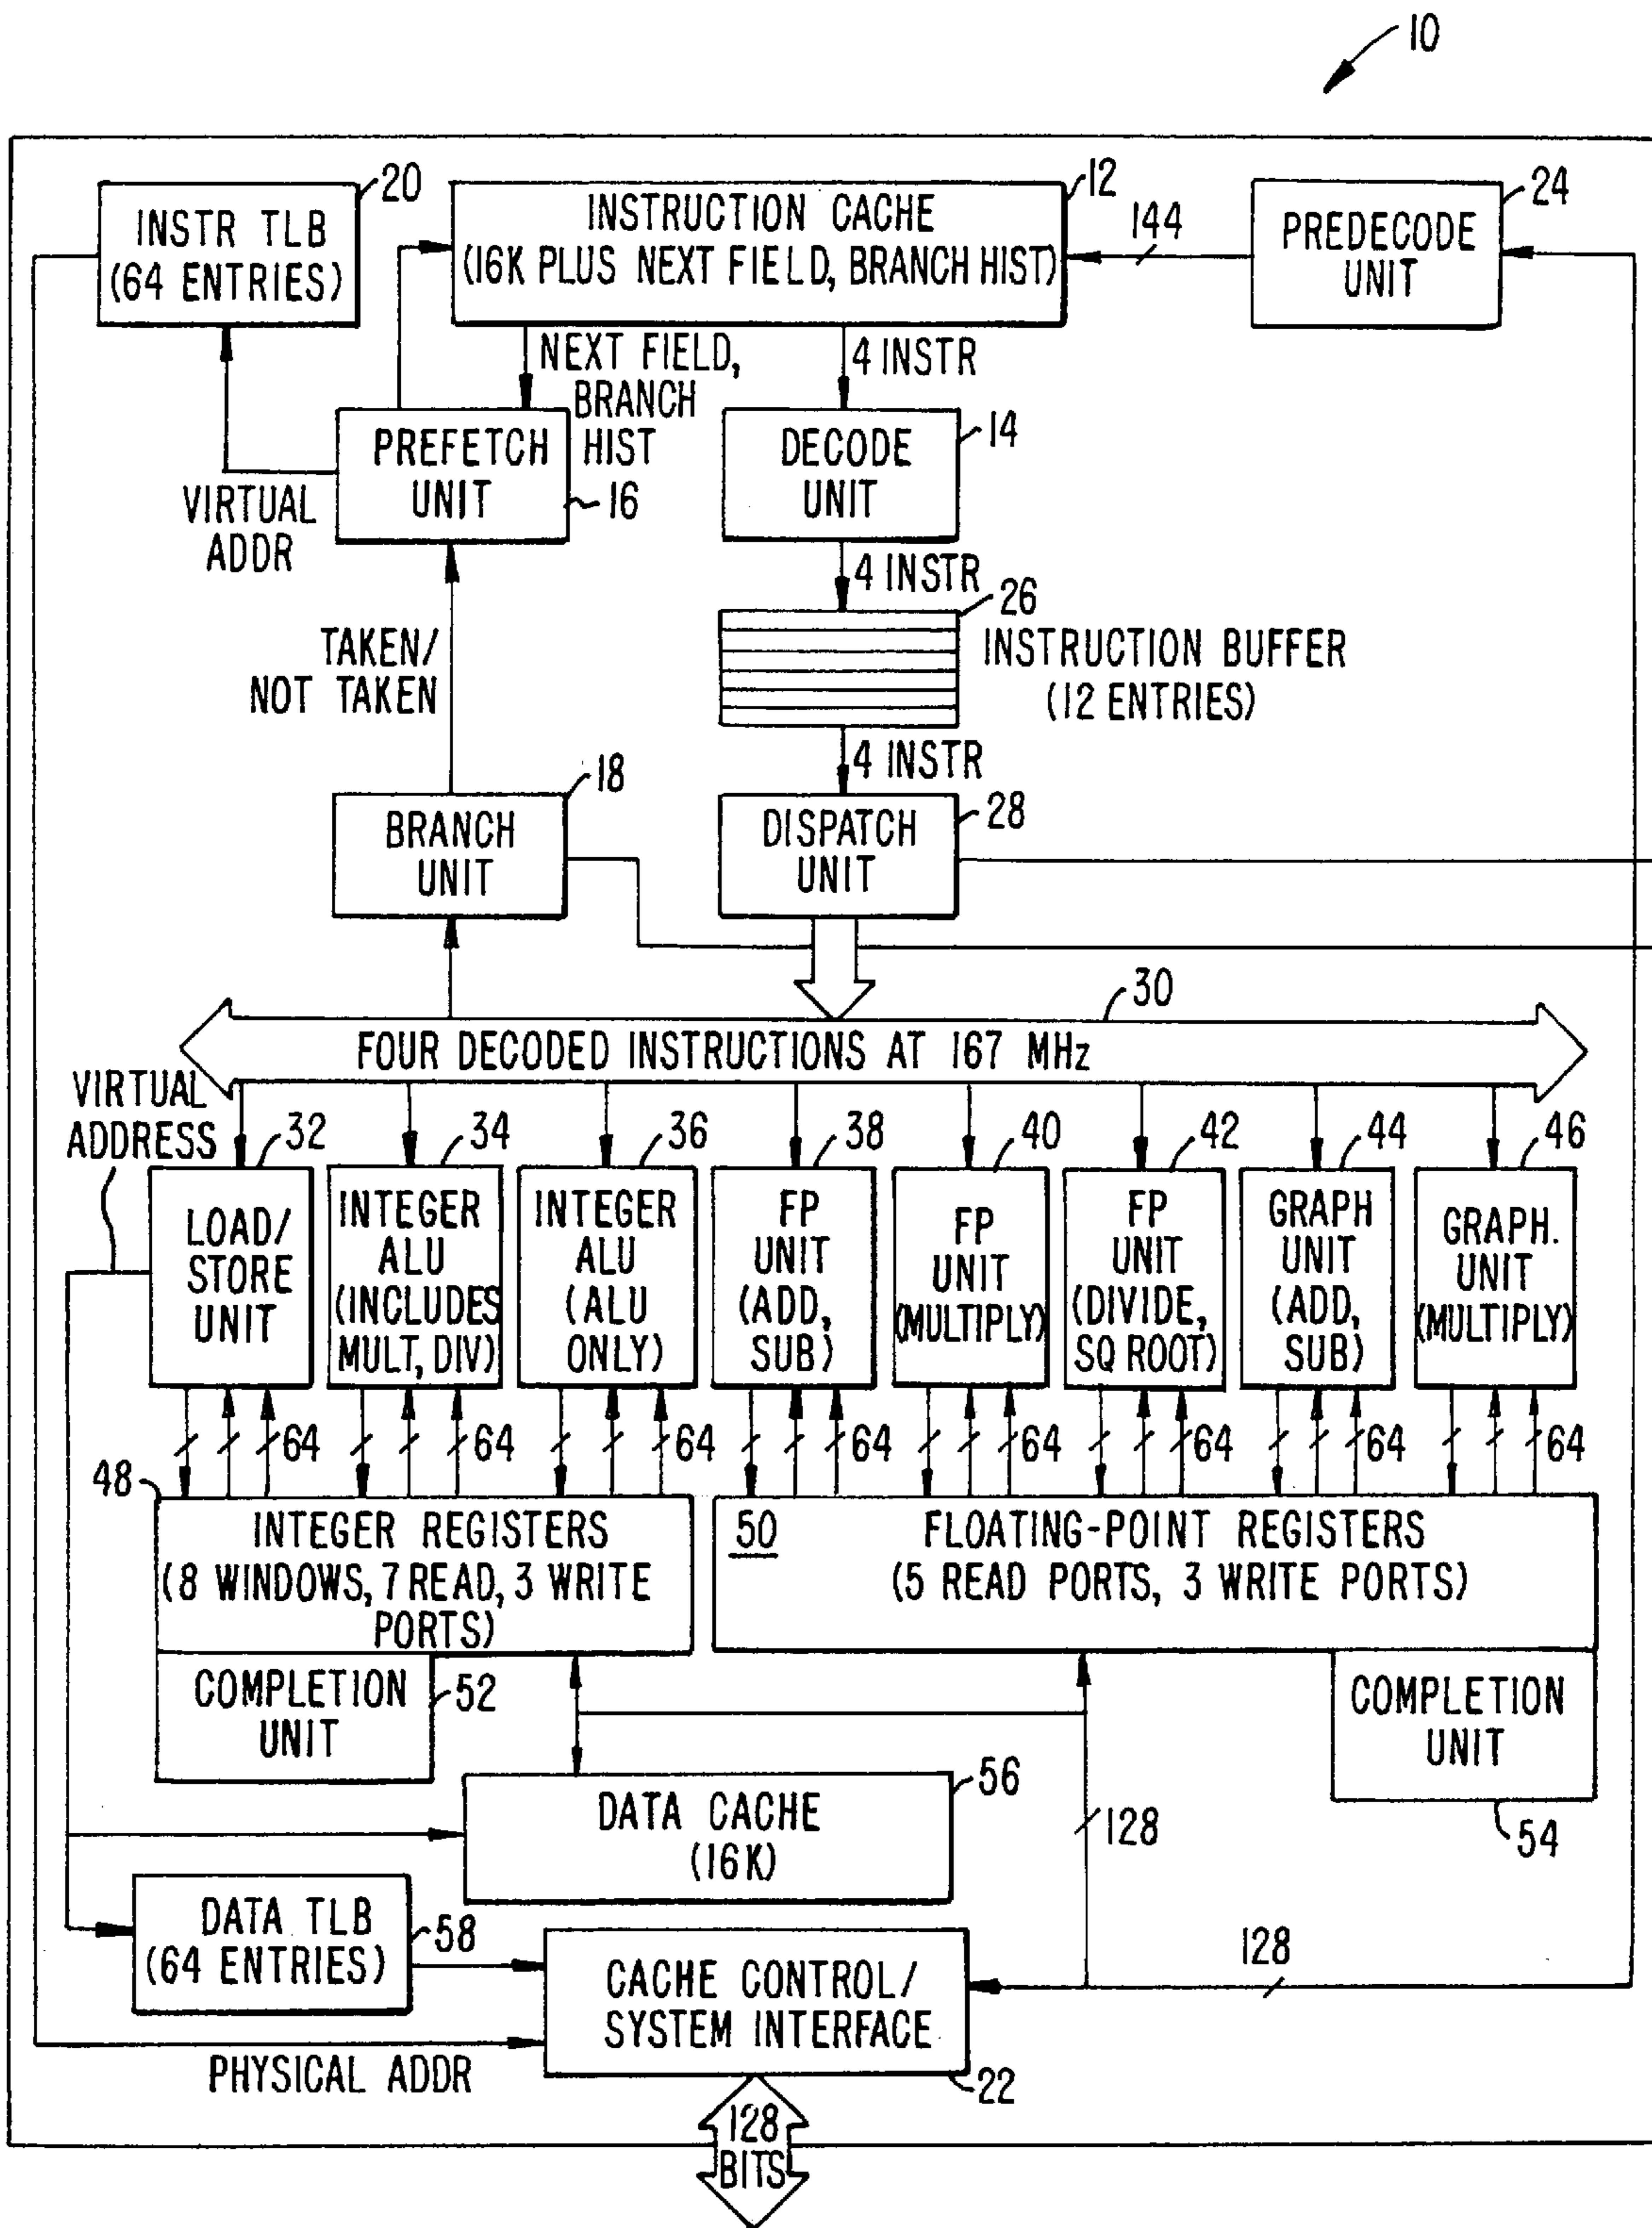 10
20
INSTR TLB
(64 ENTRIES)
12
INSTRUCTION CACHE
(16K PLUS NEXT FIELD, BRANCH HIST)
144
24
PREDECODE
UNIT
NEXT FIELD,
BRANCH
HIST
4 INSTR
PREFETCH
UNIT
16
VIRTUAL
ADDR
DECODE
UNIT
14
4 INSTR
26
INSTRUCTION BUFFER
(12 ENTRIES)
TAKEN/
NOT TAKEN
4 INSTR
18
BRANCH
UNIT
DISPATCH
UNIT
28
30
FOUR DECODED INSTRUCTIONS AT 167 MHz
VIRTUAL
ADDRESS
32
34
36
38
40
42
44
46
LOAD/
STORE
UNIT
INTEGER
ALU
(INCLUDES
MULT, DIV)
INTEGER
ALU
(ALU
ONLY)
FP
UNIT
(ADD,
SUB)
FP
UNIT
(MULTIPLY)
FP
UNIT
(DIVIDE,
SQ ROOT)
GRAPH
UNIT
(ADD,
SUB)
GRAPH.
UNIT
(MULTIPLY)
64
64
64
64
64
64
64
64
48
INTEGER REGISTERS
(8 WINDOWS, 7 READ, 3 WRITE
PORTS)
50
FLOATING-POINT REGISTERS
(5 READ PORTS, 3 WRITE PORTS)
COMPLETION
UNIT
52
COMPLETION
UNIT
54
56
DATA CACHE
(16K)
128
DATA TLB
(64 ENTRIES)
58
CACHE CONTROL/
SYSTEM INTERFACE
128
PHYSICAL ADDR
22
128
BITS